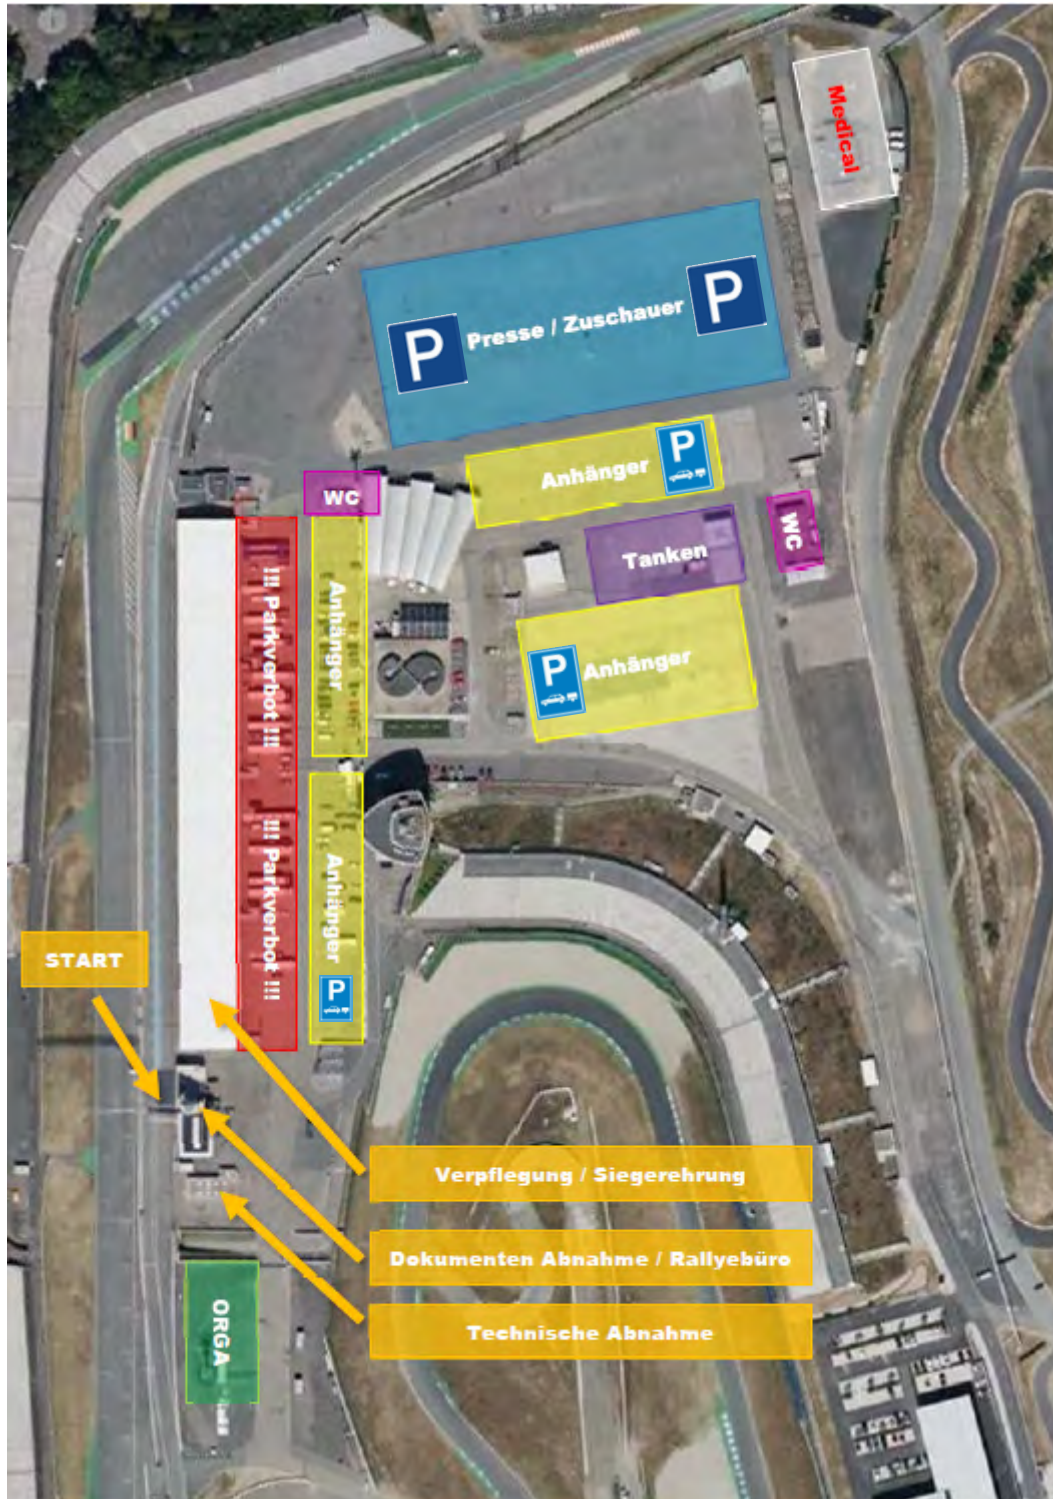 Medical
P
Presse / Zuschauer
P
Anhänger
P
WC
WC
Tanken
!!! Parkverbot !!!
Anhänger
P
Anhänger
!!! Parkverbot !!!
Anhänger
P
START
Verpflegung / Siegerehrung
Dokumenten Abnahme / Rallyebüro
Technische Abnahme
ORGA